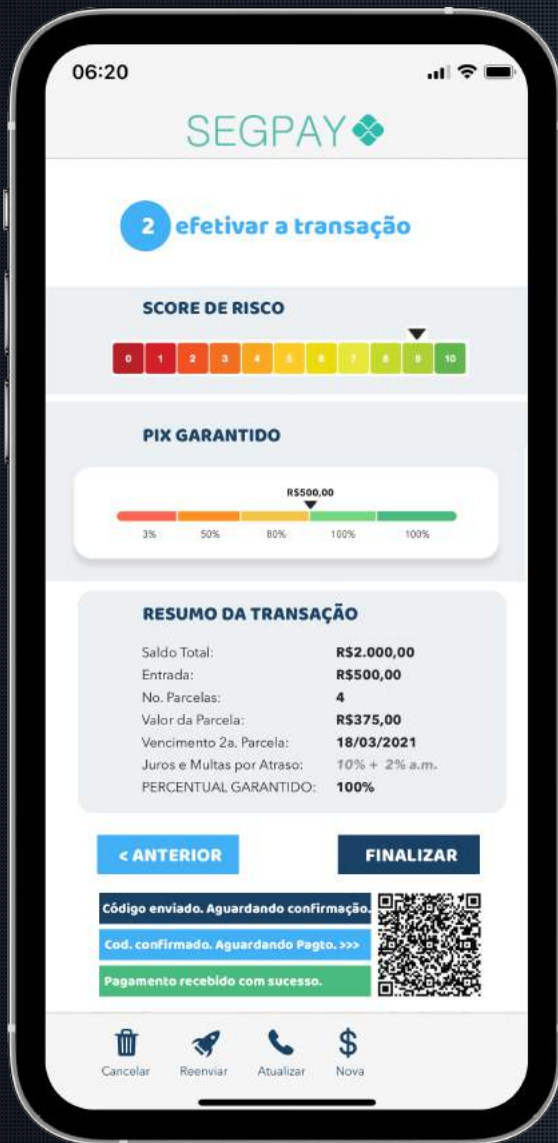 06:20
SEGPAY
2 efetivar a transação
SCORE DE RISCO
0 1 2 3 4 5 6 7 8 9 10
PIX GARANTIDO
R$500,00
3% 50% 80% 100% 100%
RESUMO DA TRANSAÇÃO
Saldo Total: R$2.000,00
Entrada: R$500,00
No. Parcelas: 4
Valor da Parcela: R$375,00
Vencimento 2a. Parcela: 18/03/2021
Juros e Multas por Atraso: 10% + 2% a.m.
PERCENTUAL GARANTIDO: 100%
< ANTERIOR FINALIZAR
Código enviado. Aguardando confirmação.
Cod. confirmado. Aguardando Pagto. >>>
Pagamento recebido com sucesso.
Cancelar Reenviar Atualizar Nova